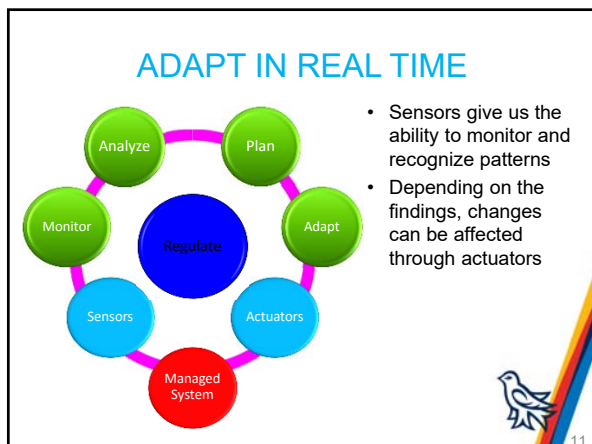 ADAPT IN REAL TIME
Analyze
Plan
Monitor
Regulate
Adapt
Sensors
Actuators
Managed
System
• Sensors give us the
ability to monitor and
recognize patterns
• Depending on the
findings, changes
can be affected
through actuators
11